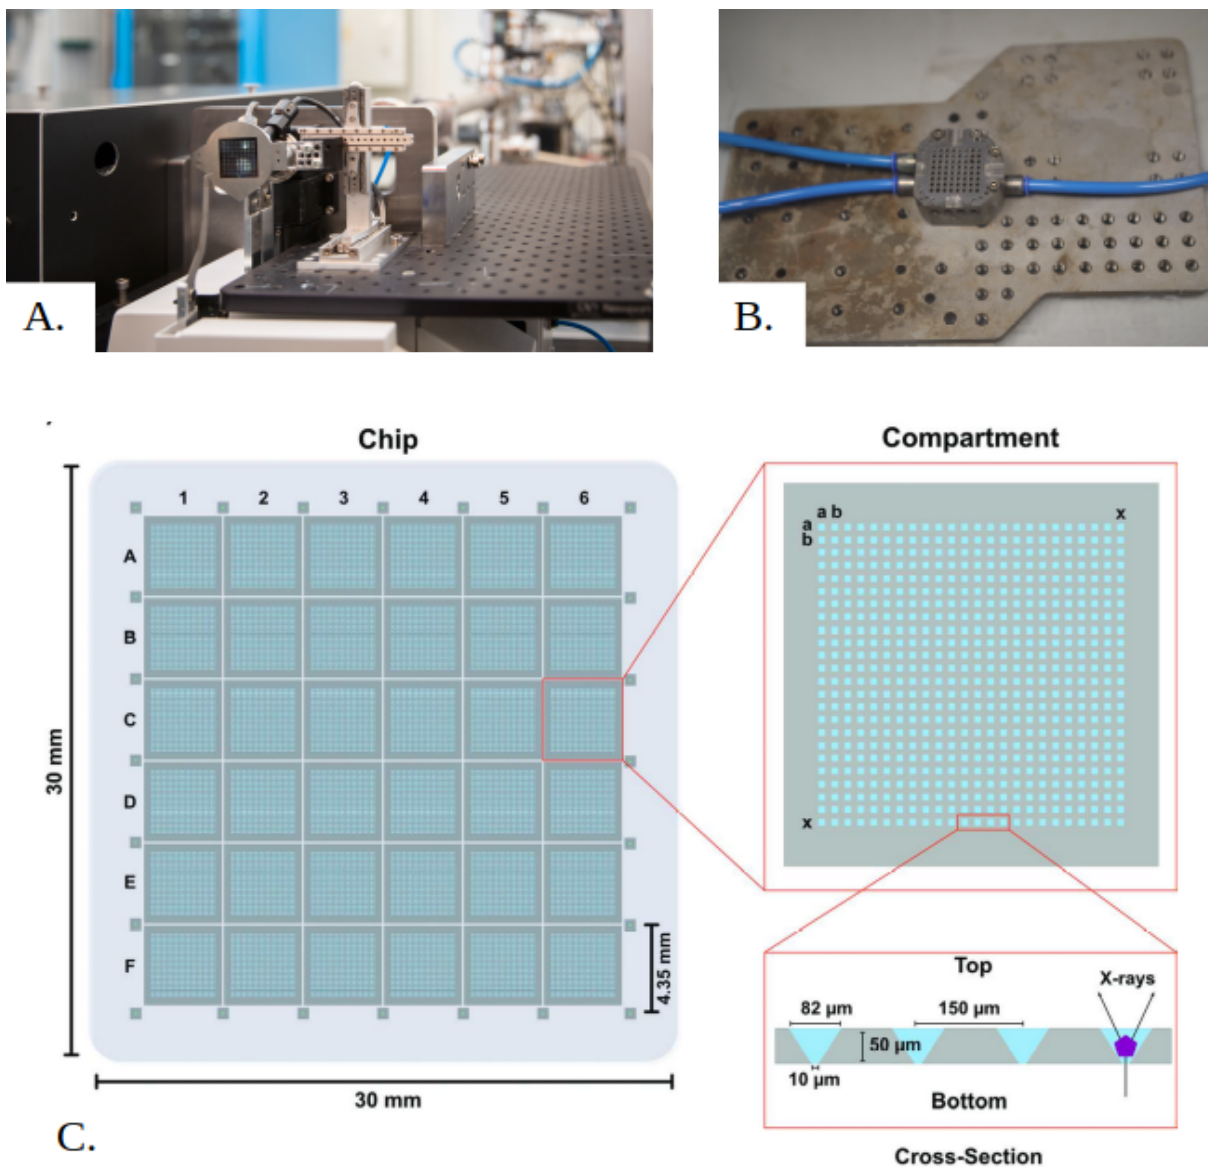 A.
B.
Chip
1 2 3 4 5 6
A
B
C
D
E
F
30 mm
4.35 mm
30 mm
C.
Compartment
a b x
a
b
x
Top
X-rays
82 µm
150 µm
50 µm
10 µm
Bottom
Cross-Section